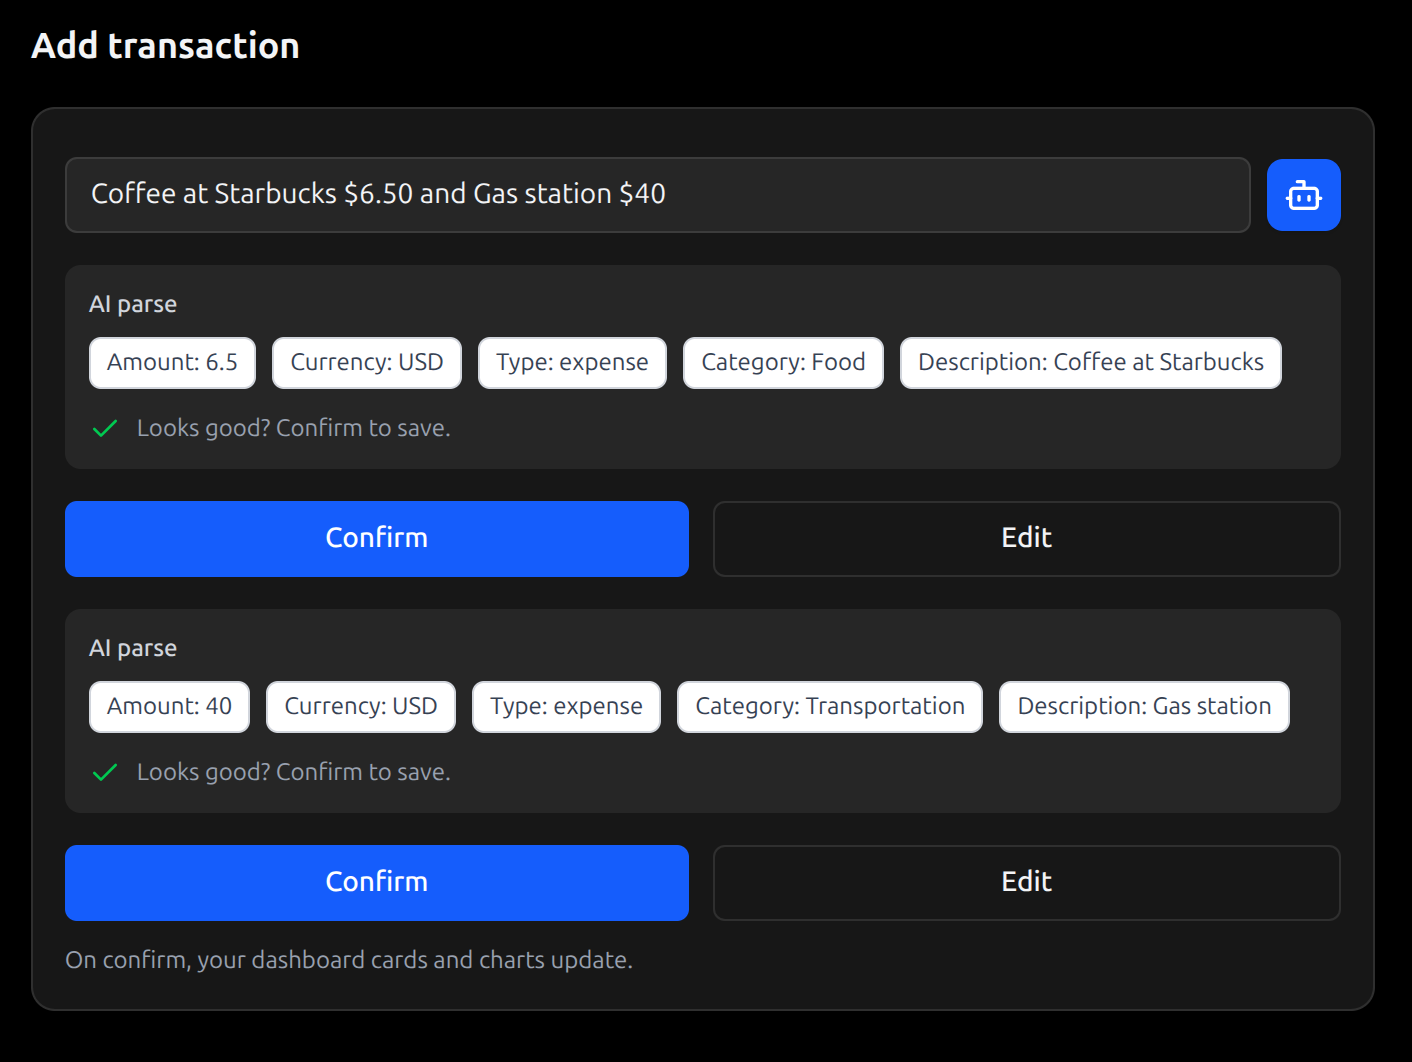 Add transaction
Coffee at Starbucks $6.50 and Gas station $40
AI parse
Amount: 6.5 Currency: USD Type: expense Category: Food Description: Coffee at Starbucks
Looks good? Confirm to save.
Confirm Edit
AI parse
Amount: 40 Currency: USD Type: expense Category: Transportation Description: Gas station
Looks good? Confirm to save.
Confirm Edit
On confirm, your dashboard cards and charts update.